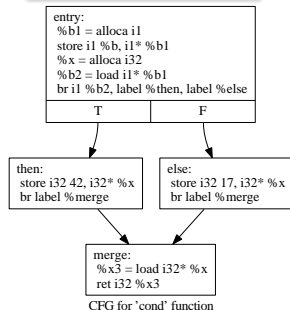 entry:
%b1 = alloca i1
store i1 %b, i1* %b1
%x = alloca i32
%b2 = load i1* %b1
br i1 %b2, label %then, label %else
T F
then:
store i32 42, i32* %x
br label %merge
else:
store i32 17, i32* %x
br label %merge
merge:
%x3 = load i32* %x
ret i32 %x3
CFG for 'cond' function